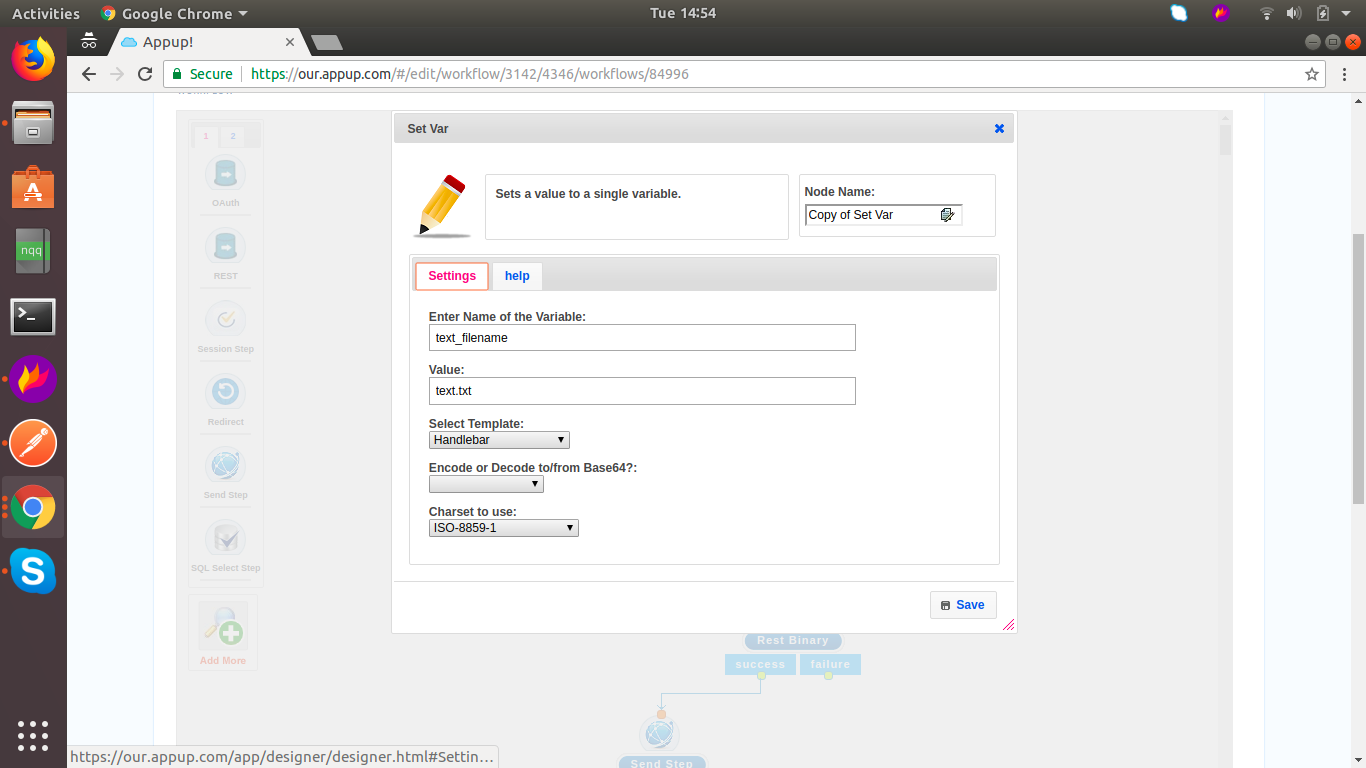 Activities
Google Chrome
Tue 14:54
Appup!
Secure
https://our.appup.com/#/edit/workflow/3142/4346/workflows/84996
Set Var
Sets a value to a single variable.
Node Name:
Copy of Set Var
Settings
help
Enter Name of the Variable:
text_filename
Value:
text.txt
Select Template:
Handlebar
Encode or Decode to/from Base64?:
Charset to use:
ISO-8859-1
Save
1
2
OAuth
REST
Session Step
Redirect
Send Step
SQL Select Step
Add More
nqq
Rest Binary
success
failure
Send Step
https://our.appup.com/app/designer/designer.html#Settin...